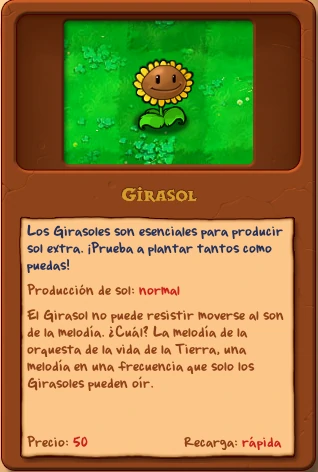 Girasol
Los Girasoles son esenciales para producir
sol extra. ¡Prueba a plantar tantos como
puedas!
Producción de sol: normal
El Girasol no puede resistir moverse al son
de la melodía. ¿Cuál? La melodía de la
orquesta de la vida de la Tierra, una
melodía en una frecuencia que solo los
Girasoles pueden oír.
Precio: 50 Recarga: rápida